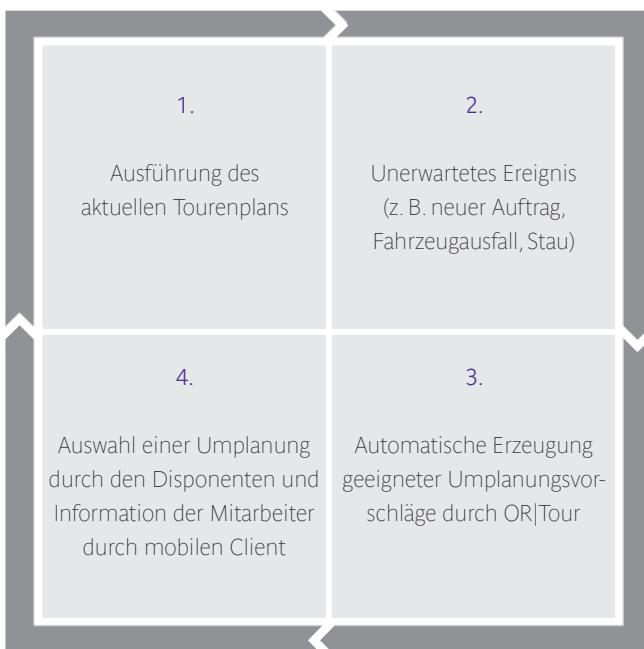 1.
Ausführung des
aktuellen Tourenplans
2.
Unerwartetes Ereignis
(z. B. neuer Auftrag,
Fahrzeugausfall, Stau)
3.
Automatische Erzeugung
geeigneter Umplanungsvor-
schläge durch OR|Tour
4.
Auswahl einer Umplanung
durch den Disponenten und
Information der Mitarbeiter
durch mobilen Client